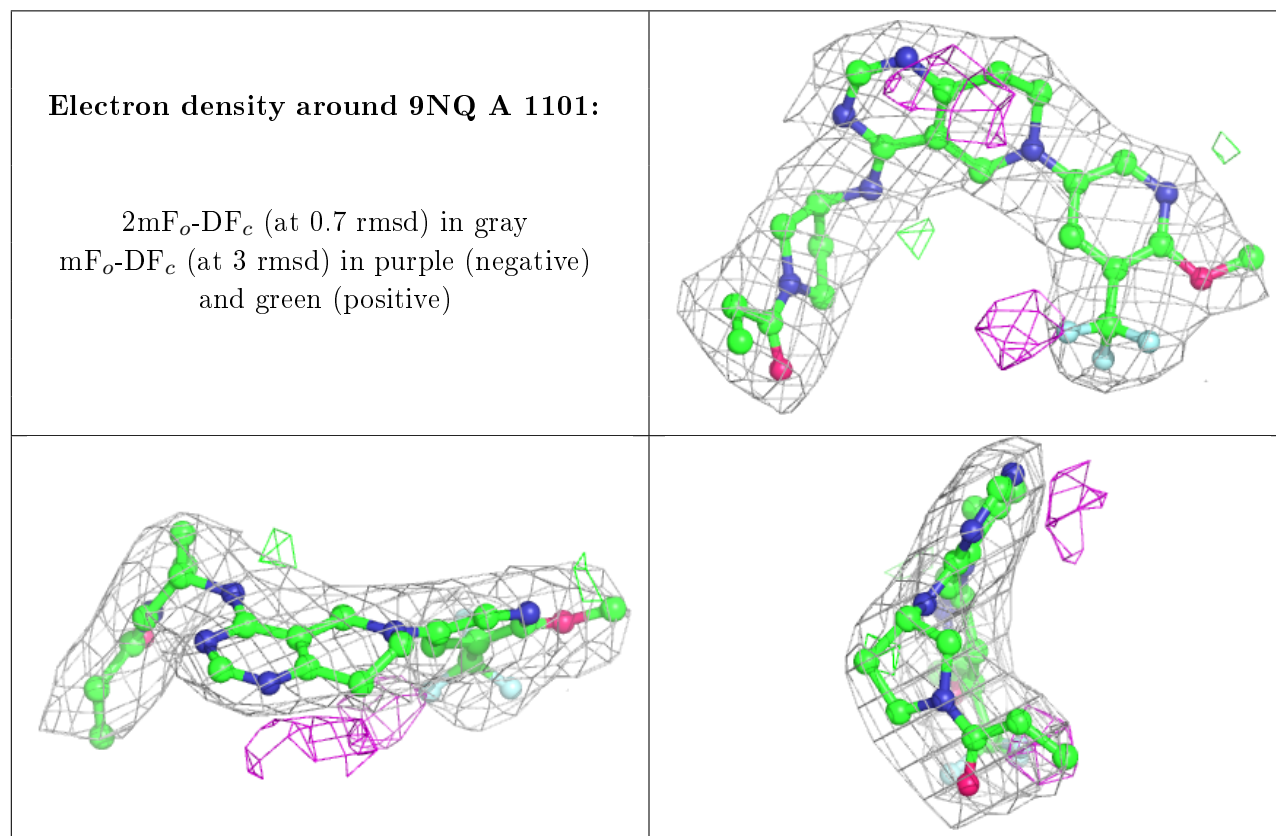 Electron density around 9NQ A 1101:
2mFₒ-DF𝒸 (at 0.7 rmsd) in gray
mFₒ-DF𝒸 (at 3 rmsd) in purple (negative)
and green (positive)